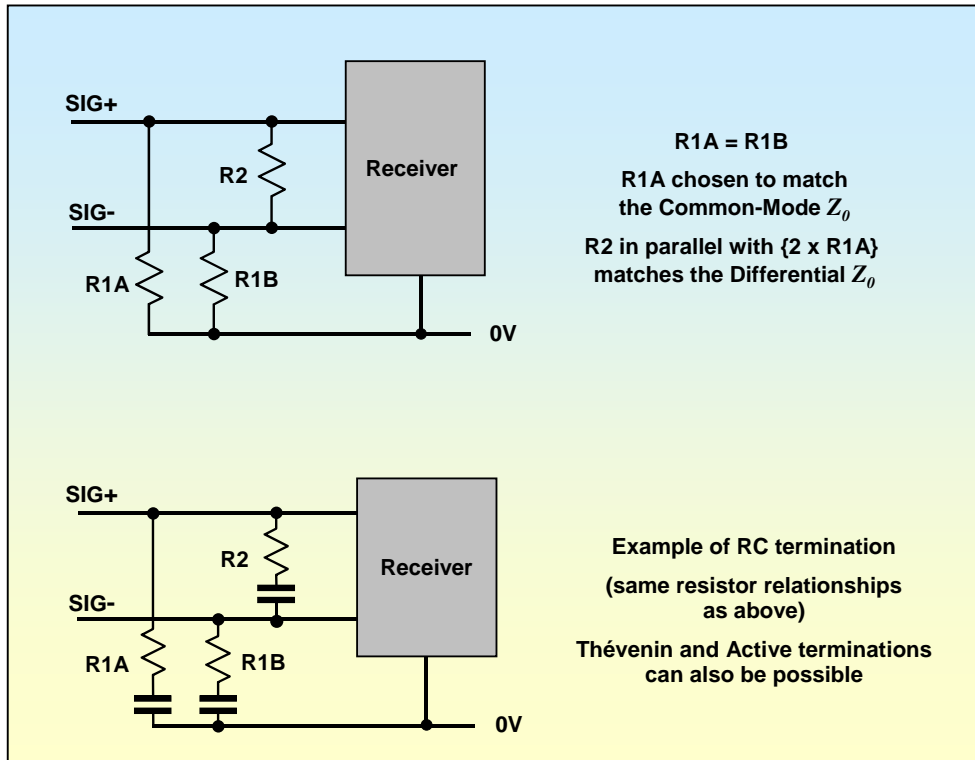 SIG+
R2
Receiver
SIG-
R1A
R1B
0V
R1A = R1B
R1A chosen to match
the Common-Mode Z0
R2 in parallel with {2 x R1A}
matches the Differential Z0
SIG+
R2
Receiver
SIG-
R1A
R1B
0V
Example of RC termination
(same resistor relationships
as above)
Thévenin and Active terminations
can also be possible